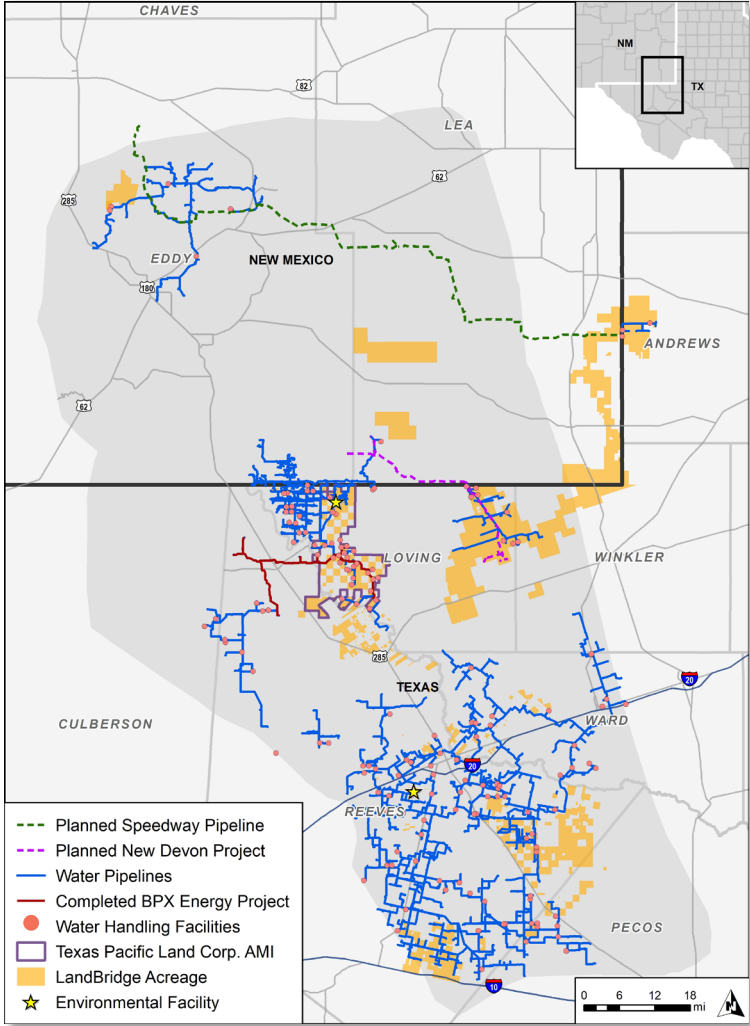 CHAVES
NM
TX
82
LEA
62
285
EDDY
NEW MEXICO
180
ANDREWS
62
LOVING
WINKLER
285
TEXAS
20
CULBERSON
WARD
20
REEVES
PECOS
10
Planned Speedway Pipeline
Planned New Devon Project
Water Pipelines
Completed BPX Energy Project
Water Handling Facilities
Texas Pacific Land Corp. AMI
LandBridge Acreage
Environmental Facility
0 6 12 18
mi
N